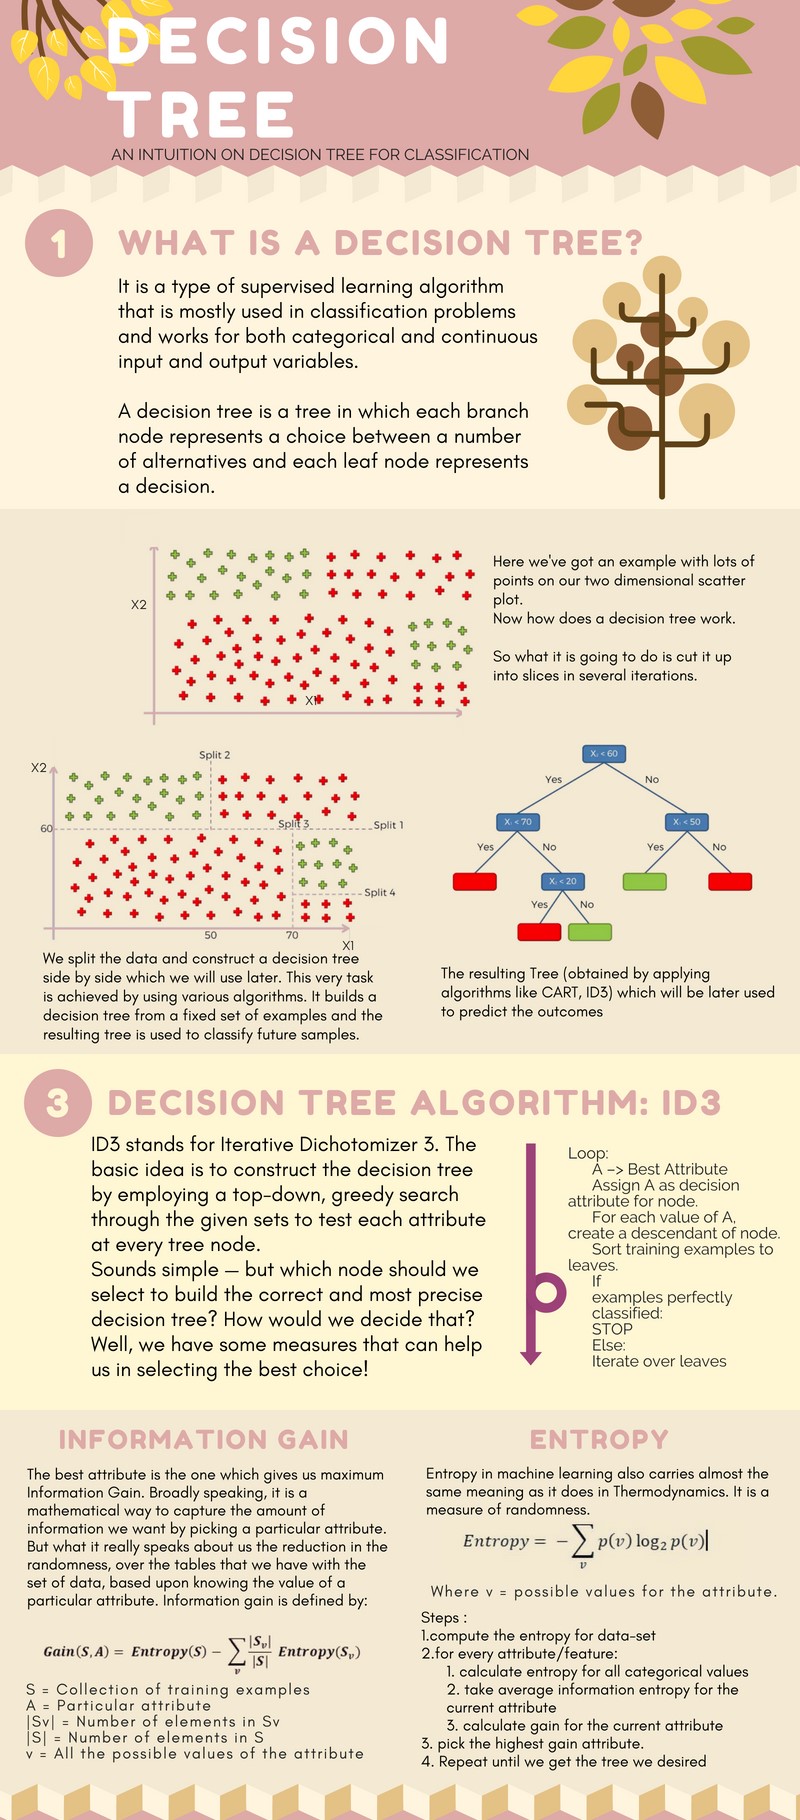 DECISION
TREE
AN INTUITION ON DECISION TREE FOR CLASSIFICATION
1
WHAT IS A DECISION TREE?
It is a type of supervised learning algorithm
that is mostly used in classification problems
and works for both categorical and continuous
input and output variables.
A decision tree is a tree in which each branch
node represents a choice between a number
of alternatives and each leaf node represents
a decision.
X2
X1
Here we've got an example with lots of
points on our two dimensional scatter
plot.
Now how does a decision tree work.
So what it is going to do is cut it up
into slices in several iterations.
Split 2
X2
60
Split 3
Split 1
Split 4
50
70
X1
X₂ < 60
Yes
No
X₁ < 70
X₁ < 50
Yes
No
Yes
No
X₂ < 20
Yes
No
We split the data and construct a decision tree
side by side which we will use later. This very task
is achieved by using various algorithms. It builds a
decision tree from a fixed set of examples and the
resulting tree is used to classify future samples.
The resulting Tree (obtained by applying
algorithms like CART, ID3) which will be later used
to predict the outcomes
3
DECISION TREE ALGORITHM: ID3
ID3 stands for Iterative Dichotomizer 3. The
basic idea is to construct the decision tree
by employing a top-down, greedy search
through the given sets to test each attribute
at every tree node.
Sounds simple — but which node should we
select to build the correct and most precise
decision tree? How would we decide that?
Well, we have some measures that can help
us in selecting the best choice!
Loop:
A –> Best Attribute
Assign A as decision
attribute for node.
For each value of A,
create a descendant of node.
Sort training examples to
leaves.
If
examples perfectly
classified:
STOP
Else:
Iterate over leaves
INFORMATION GAIN
The best attribute is the one which gives us maximum
Information Gain. Broadly speaking, it is a
mathematical way to capture the amount of
information we want by picking a particular attribute.
But what it really speaks about us the reduction in the
randomness, over the tables that we have with the
set of data, based upon knowing the value of a
particular attribute. Information gain is defined by:
Gain(S,A) = Entropy(S) − ∑v |Sv|/|S| Entropy(Sv)
S = Collection of training examples
A = Particular attribute
|Sv| = Number of elements in Sv
|S| = Number of elements in S
v = All the possible values of the attribute
ENTROPY
Entropy in machine learning also carries almost the
same meaning as it does in Thermodynamics. It is a
measure of randomness.
Entropy = − ∑v p(v) log₂ p(v)
Where v = possible values for the attribute.
Steps :
1.compute the entropy for data-set
2.for every attribute/feature:
1. calculate entropy for all categorical values
2. take average information entropy for the
current attribute
3. calculate gain for the current attribute
3. pick the highest gain attribute.
4. Repeat until we get the tree we desired